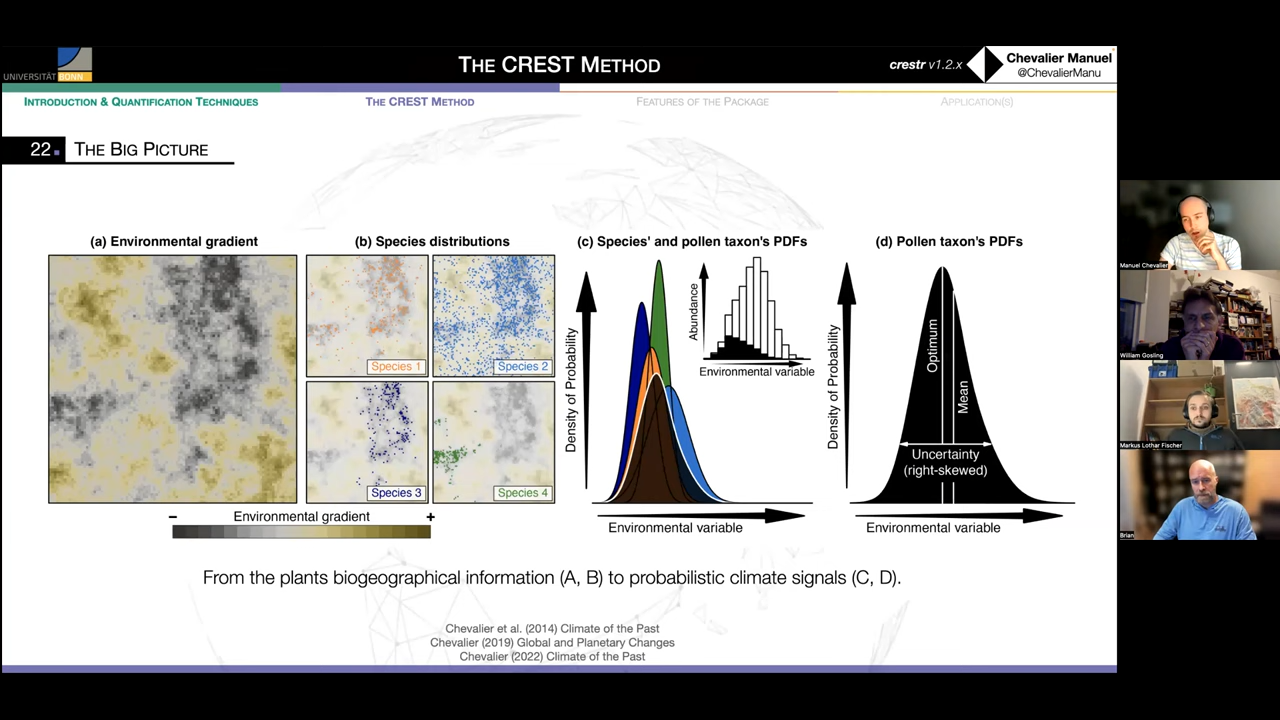 UNIVERSITÄT BONN
THE CREST METHOD
crestr v1.2.x
Chevalier Manuel
@ChevalierManu
INTRODUCTION & QUANTIFICATION TECHNIQUES
THE CREST METHOD
FEATURES OF THE PACKAGE
APPLICATION(S)
22. THE BIG PICTURE
(a) Environmental gradient
(b) Species distributions
(c) Species' and pollen taxon's PDFs
(d) Pollen taxon's PDFs
Species 1
Species 2
Species 3
Species 4
− Environmental gradient +
Density of Probability
Abundance
Environmental variable
Environmental variable
Density of Probability
Optimum
Mean
Uncertainty
(right-skewed)
Environmental variable
From the plants biogeographical information (A, B) to probabilistic climate signals (C, D).
Chevalier et al. (2014) Climate of the Past
Chevalier (2019) Global and Planetary Changes
Chevalier (2022) Climate of the Past
Manuel Chevalier
William Gosling
Markus Lothar Fischer
Brian